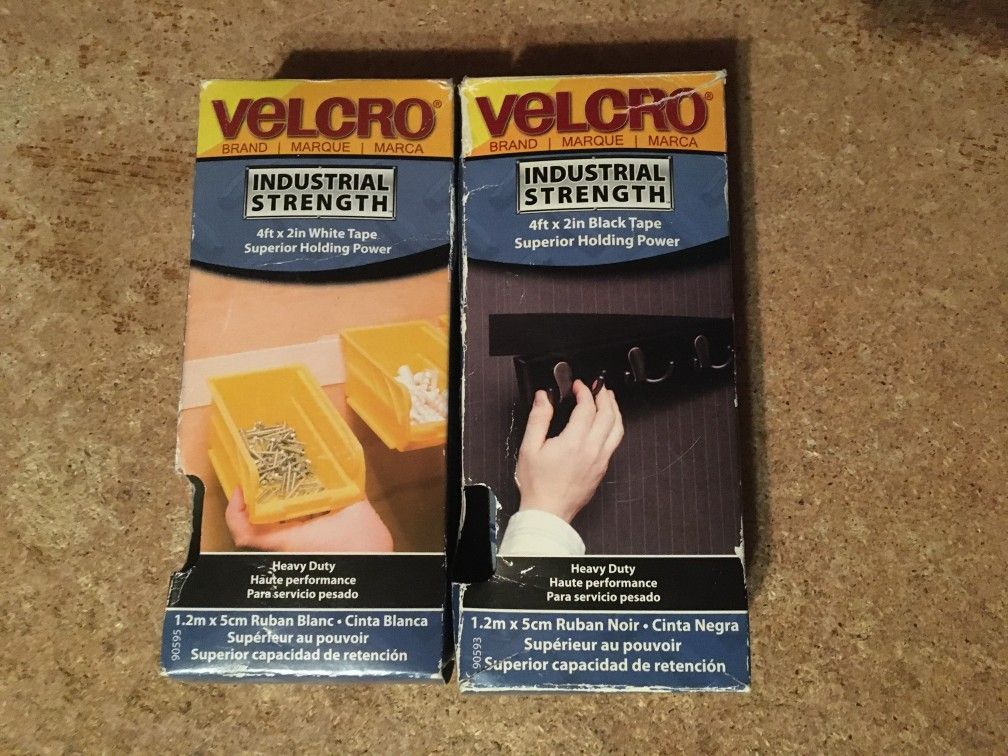 VELCRO®
BRAND | MARQUE | MARCA
INDUSTRIAL
STRENGTH
4ft x 2in White Tape
Superior Holding Power
Heavy Duty
Haute performance
Para servicio pesado
1.2m x 5cm Ruban Blanc • Cinta Blanca
Supérieur au pouvoir
Superior capacidad de retención
90595
VELCRO®
BRAND | MARQUE | MARCA
INDUSTRIAL
STRENGTH
4ft x 2in Black Tape
Superior Holding Power
Heavy Duty
Haute performance
Para servicio pesado
1.2m x 5cm Ruban Noir • Cinta Negra
Supérieur au pouvoir
Superior capacidad de retención
90593